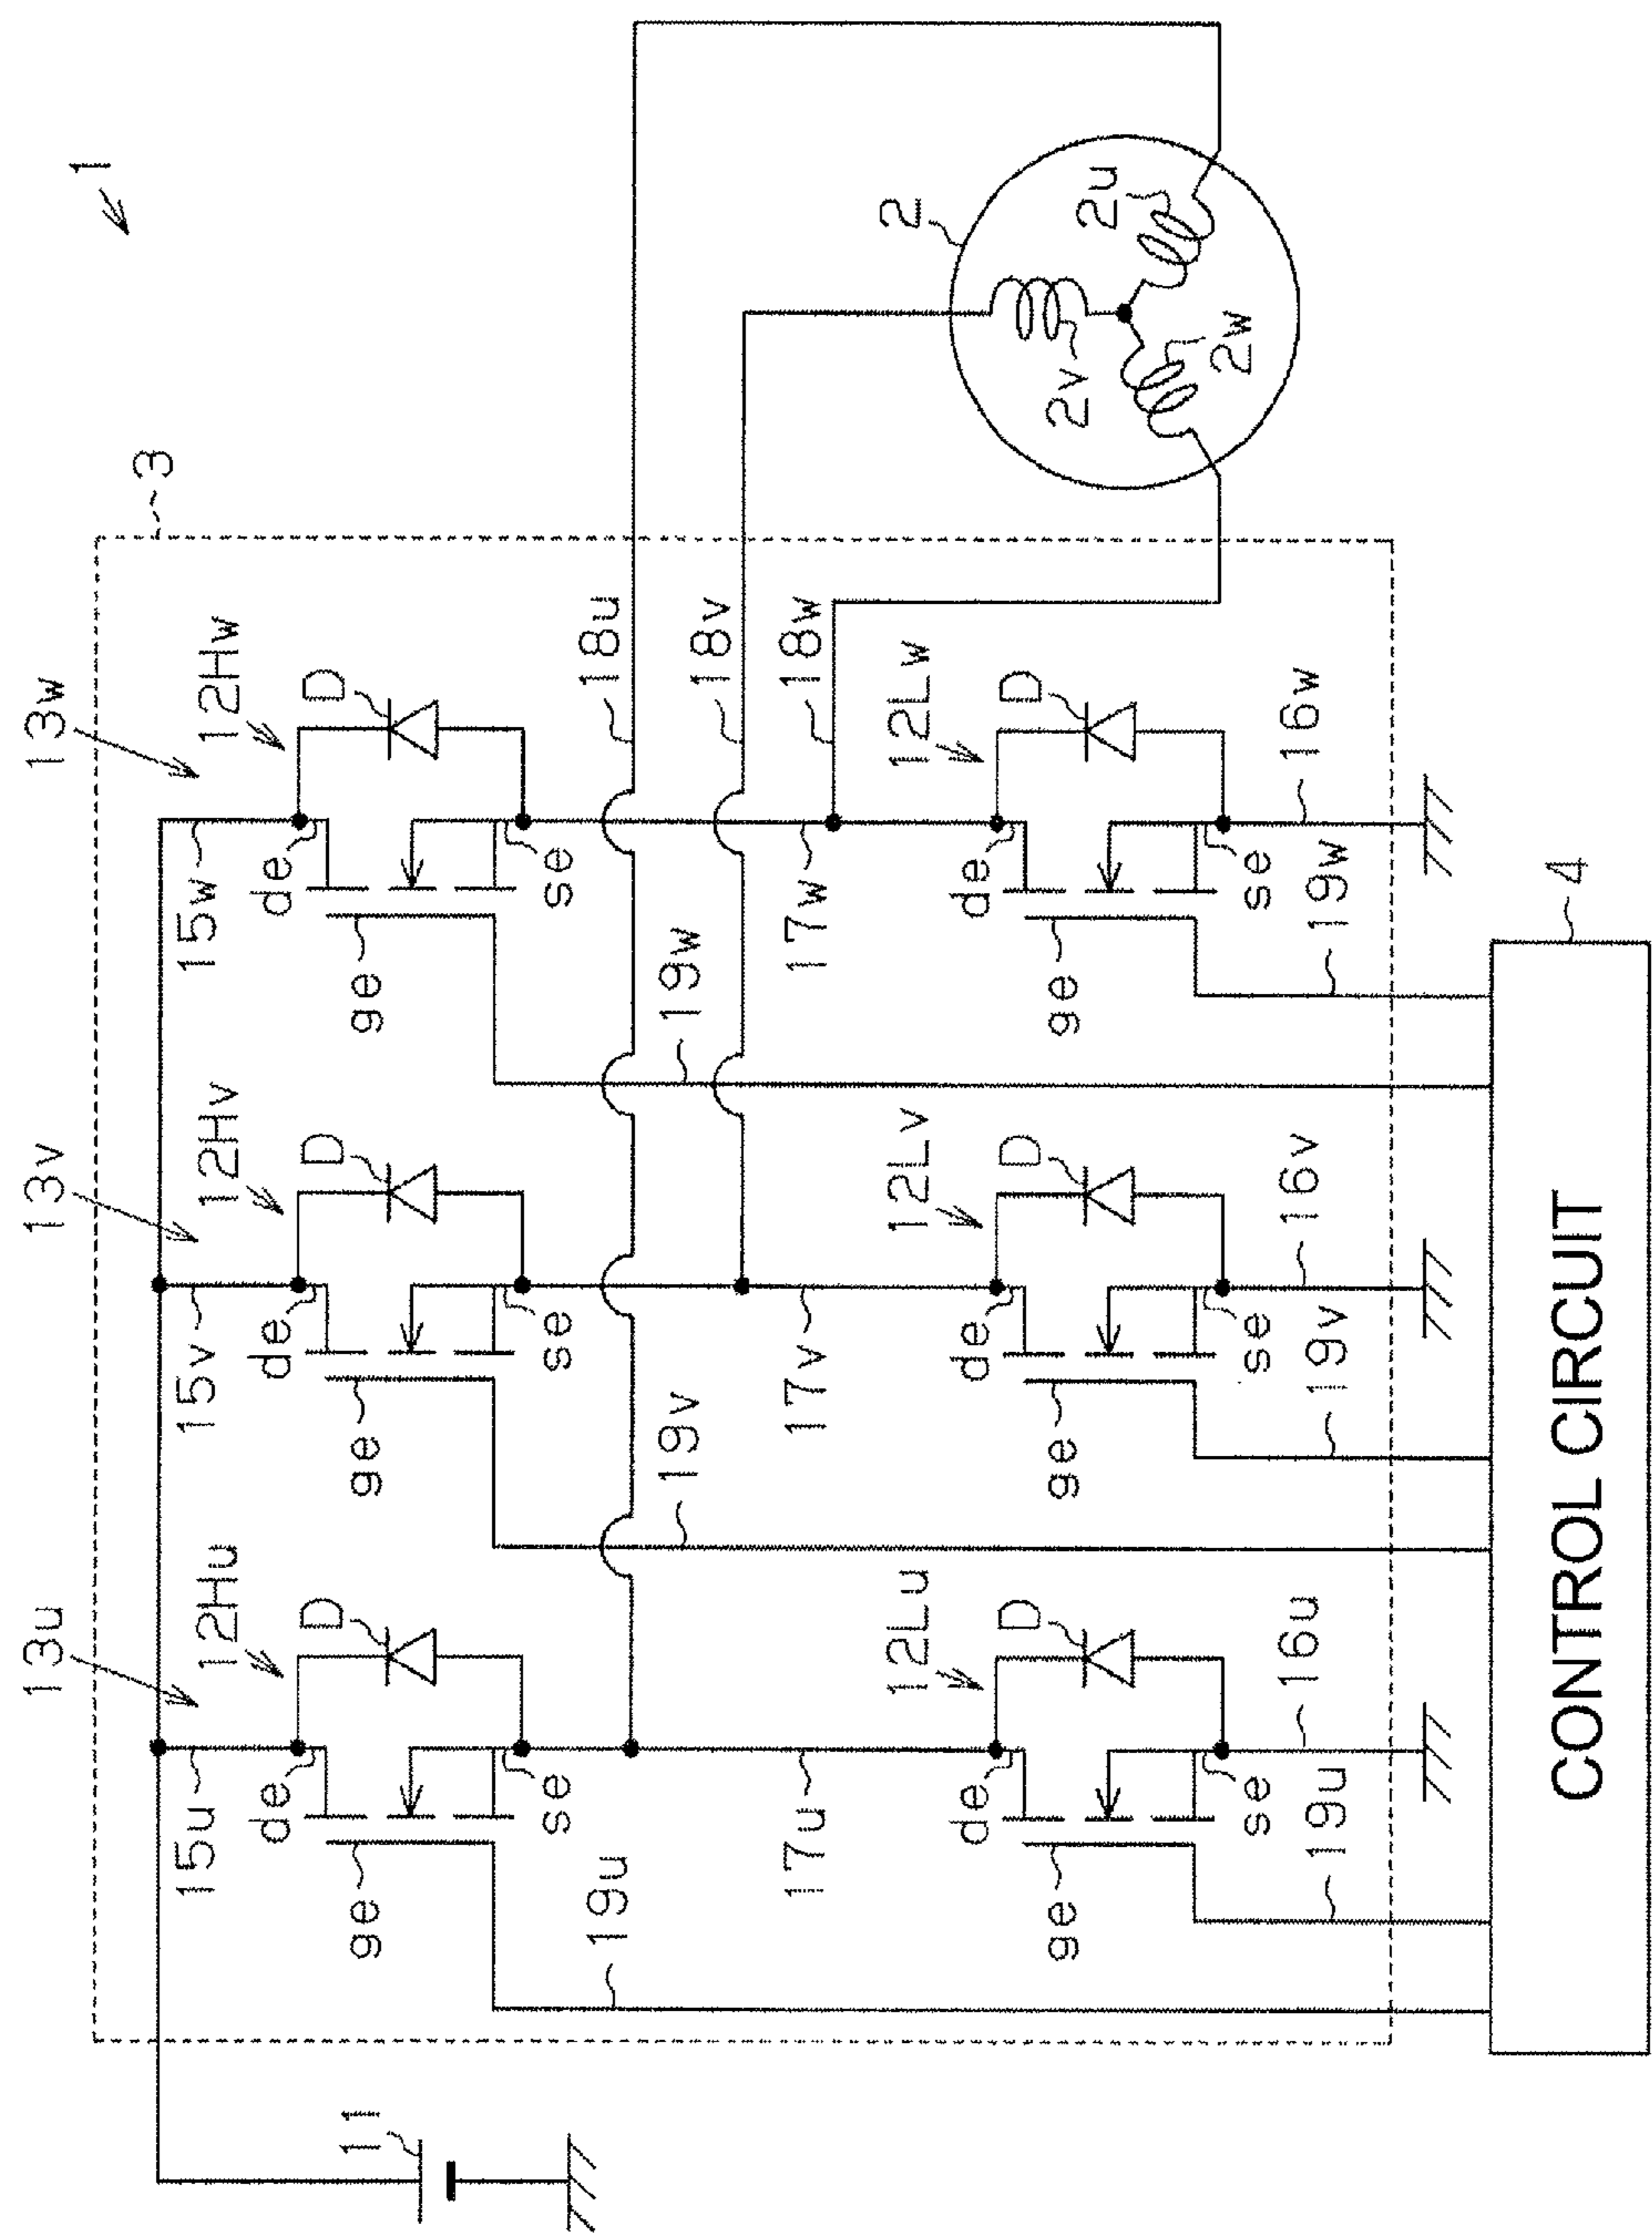 13u
13v
13w
1
3
15u
12Hu
15v
12Hv
15w
12Hw
de
D
de
D
de
D
11
ge
ge
ge
se
se
se
19u
18u
19v
19w
18v
17u
17v
17w
18w
12Lu
12Lv
12Lw
2
de
D
de
D
de
D
ge
ge
ge
2v
2u
2w
se
16u
se
16v
se
16w
19u
19v
19w
CONTROL CIRCUIT
4